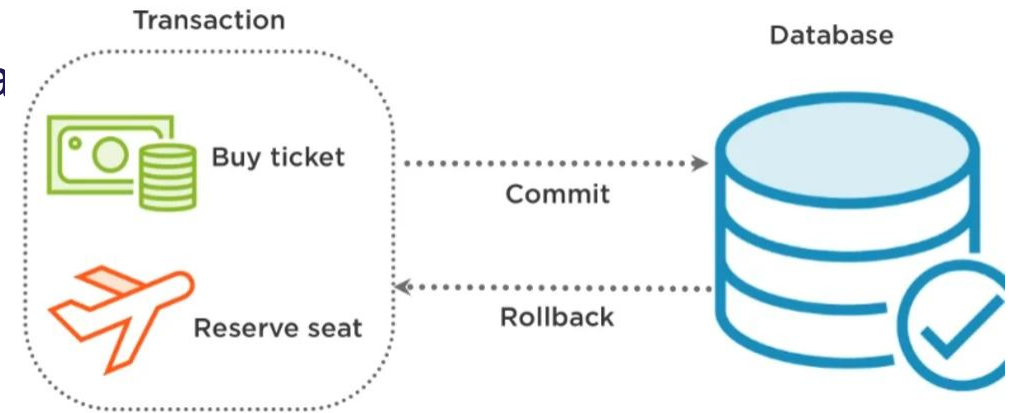 Transaction
Database
a
Buy ticket
Commit
Rollback
Reserve seat